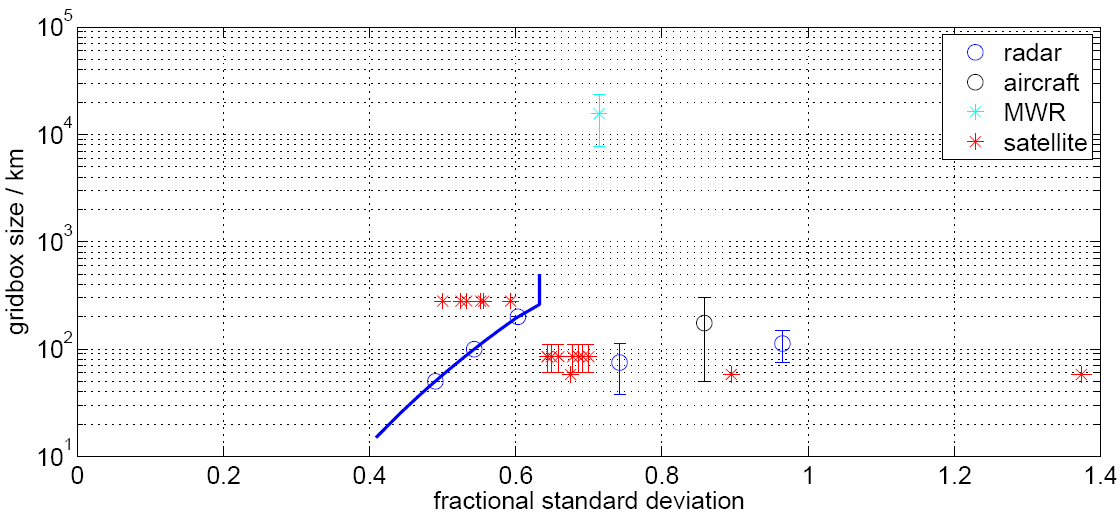 10^5
10^4
10^3
10^2
10^1
gridbox size / km
radar
aircraft
MWR
satellite
0 0.2 0.4 0.6 0.8 1 1.2 1.4
fractional standard deviation